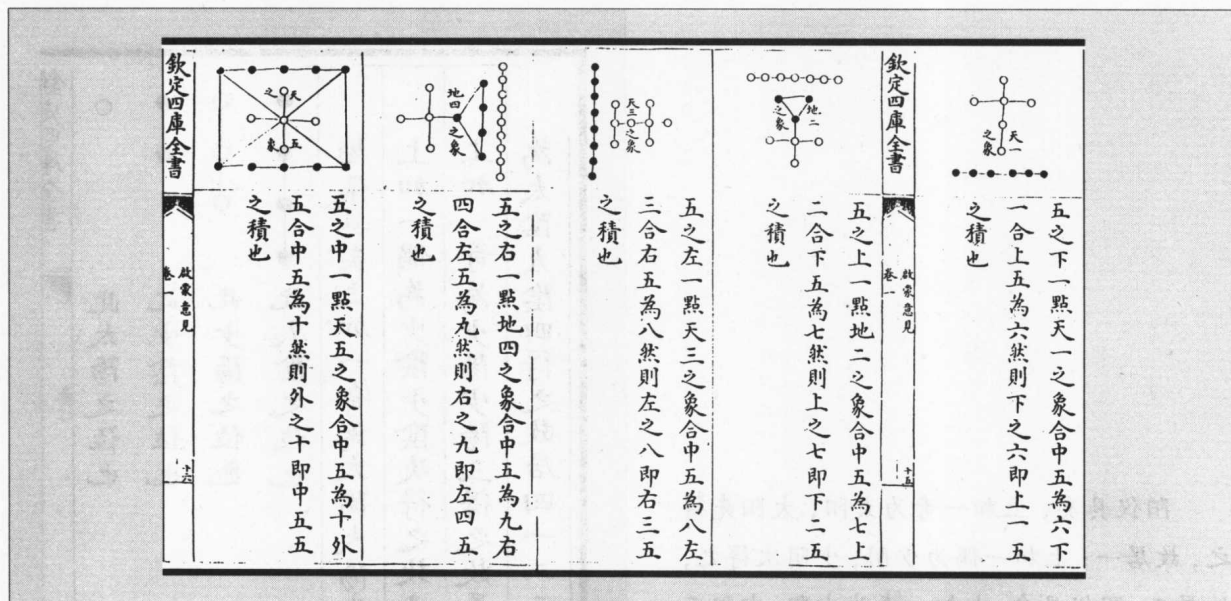 天一之象
五之下一點天一之象合中五為六下
一合上五為六然則下之六即上一五
之積也
欽定四庫全書
啟蒙意見
卷一
十五
地二之象
五之上一點地二之象合中五為七上
二合下五為七然則上之七即下二五
之積也
天三之象
五之左一點天三之象合中五為八左
三合右五為八然則左之八即右三五
之積也
地四之象
五之右一點地四之象合中五為九右
四合左五為九然則右之九即左四五
之積也
天五之象
五之中一點天五之象合中五為十外
五合中五為十然則外之十即中五五
之積也
欽定四庫全書
啟蒙意見
卷一
十六